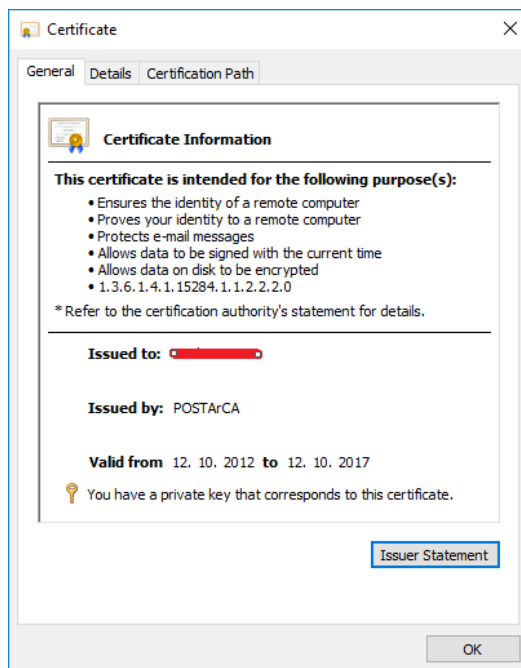 Certificate
General Details Certification Path
Certificate Information
This certificate is intended for the following purpose(s):
• Ensures the identity of a remote computer
• Proves your identity to a remote computer
• Protects e-mail messages
• Allows data to be signed with the current time
• Allows data on disk to be encrypted
• 1.3.6.1.4.1.15284.1.1.2.2.2.0
* Refer to the certification authority's statement for details.
Issued to:
Issued by: POSTArCA
Valid from 12. 10. 2012 to 12. 10. 2017
You have a private key that corresponds to this certificate.
Issuer Statement
OK